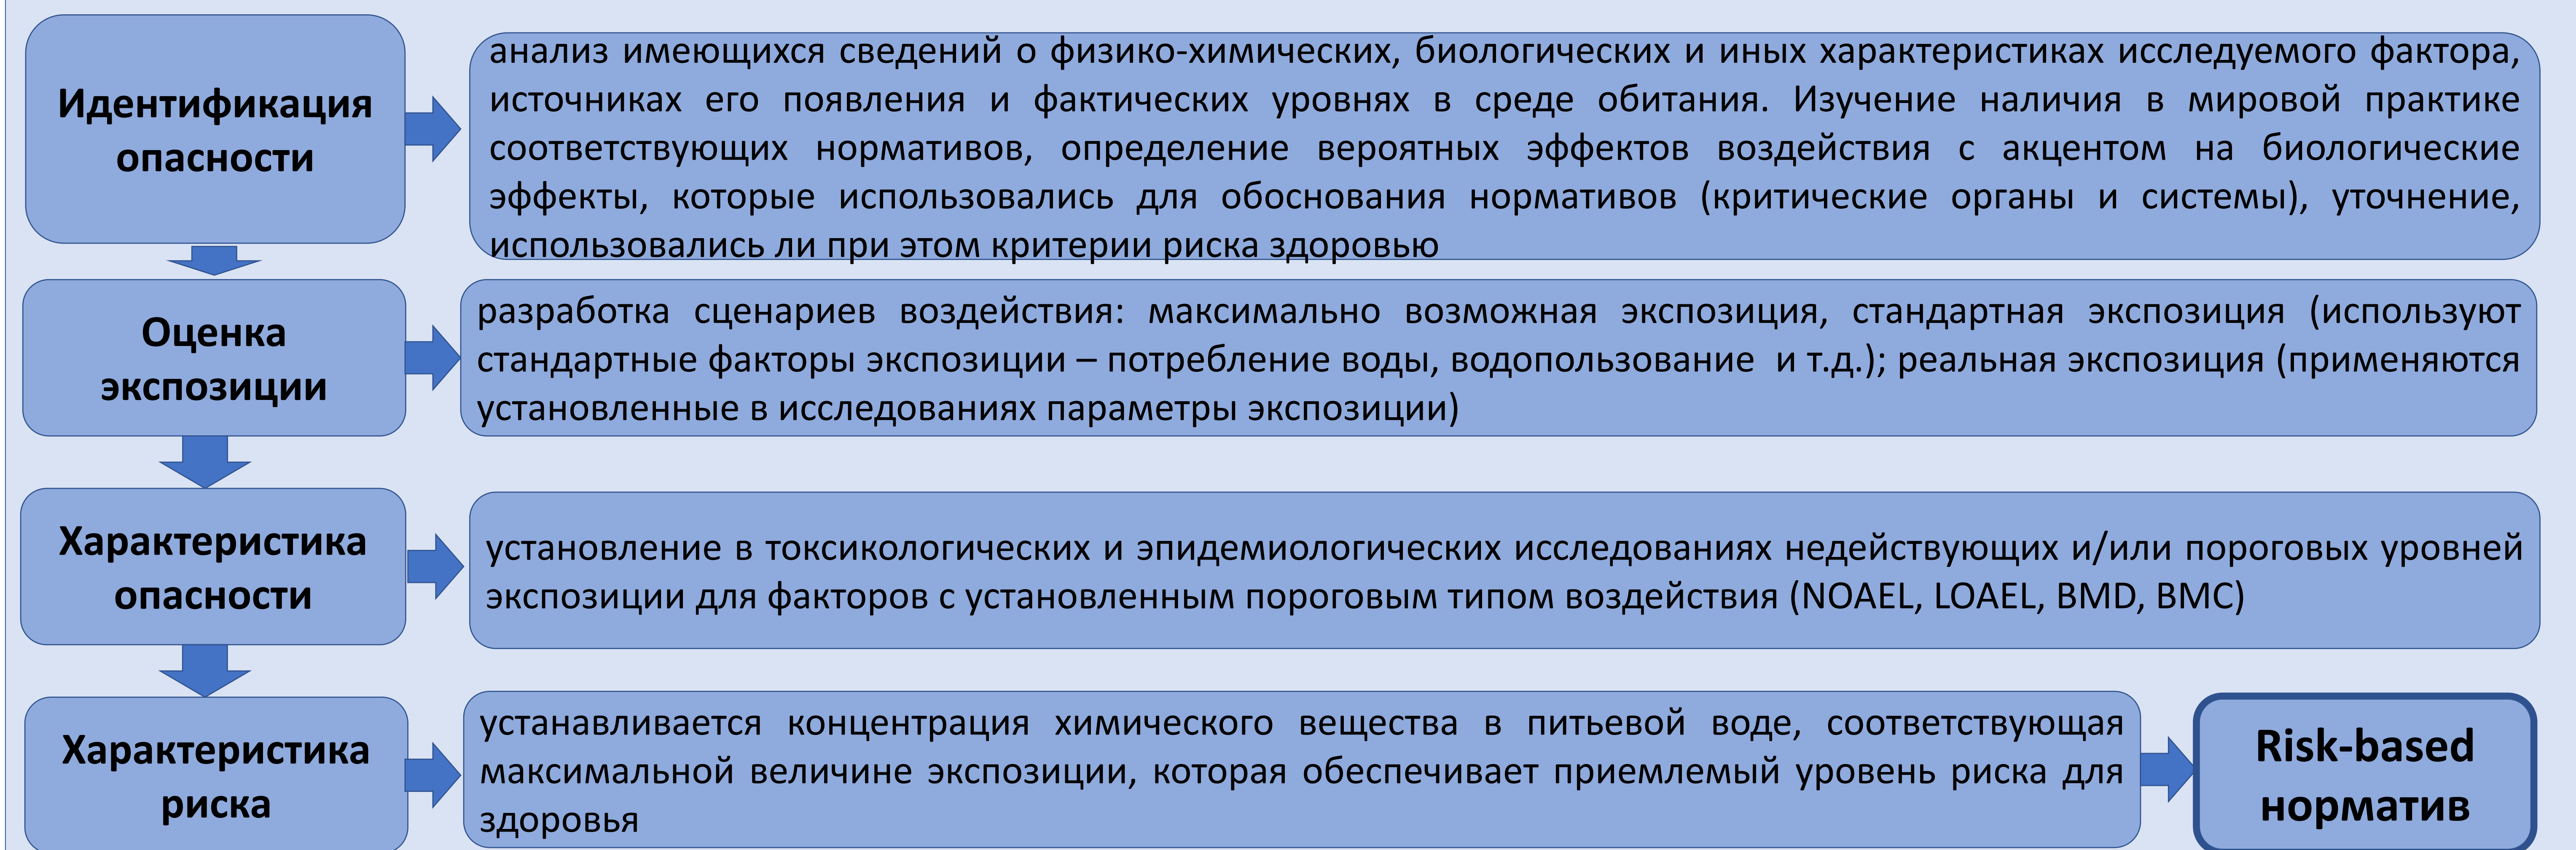 Идентификация
опасности
анализ имеющихся сведений о физико-химических, биологических и иных характеристиках исследуемого фактора,
источниках его появления и фактических уровнях в среде обитания. Изучение наличия в мировой практике
соответствующих нормативов, определение вероятных эффектов воздействия с акцентом на биологические
эффекты, которые использовались для обоснования нормативов (критические органы и системы), уточнение,
использовались ли при этом критерии риска здоровью
Оценка
экспозиции
разработка сценариев воздействия: максимально возможная экспозиция, стандартная экспозиция (используют
стандартные факторы экспозиции – потребление воды, водопользование и т.д.); реальная экспозиция (применяются
установленные в исследованиях параметры экспозиции)
Характеристика
опасности
установление в токсикологических и эпидемиологических исследованиях недействующих и/или пороговых уровней
экспозиции для факторов с установленным пороговым типом воздействия (NOAEL, LOAEL, BMD, BMC)
Характеристика
риска
устанавливается концентрация химического вещества в питьевой воде, соответствующая
максимальной величине экспозиции, которая обеспечивает приемлемый уровень риска для
здоровья
Risk-based
норматив